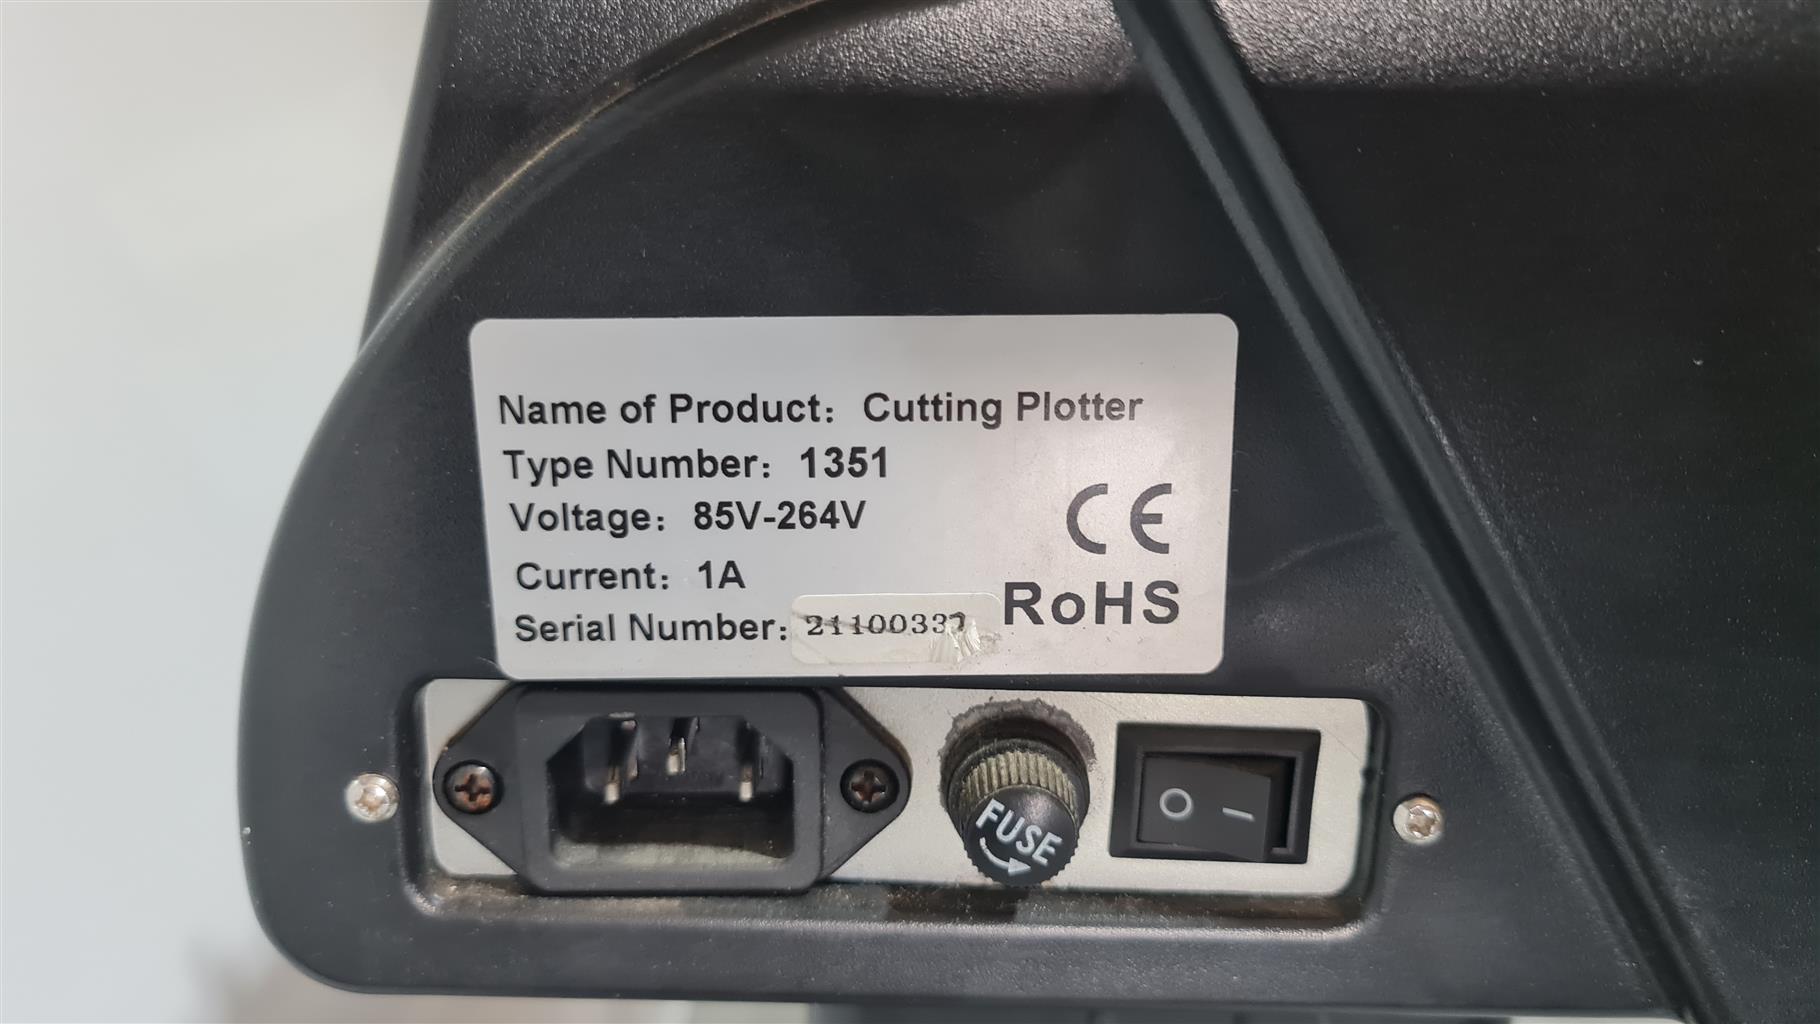 Name of Product: Cutting Plotter
Type Number: 1351
Voltage: 85V-264V
Current: 1A
Serial Number:
CE
RoHS
FUSE
O I